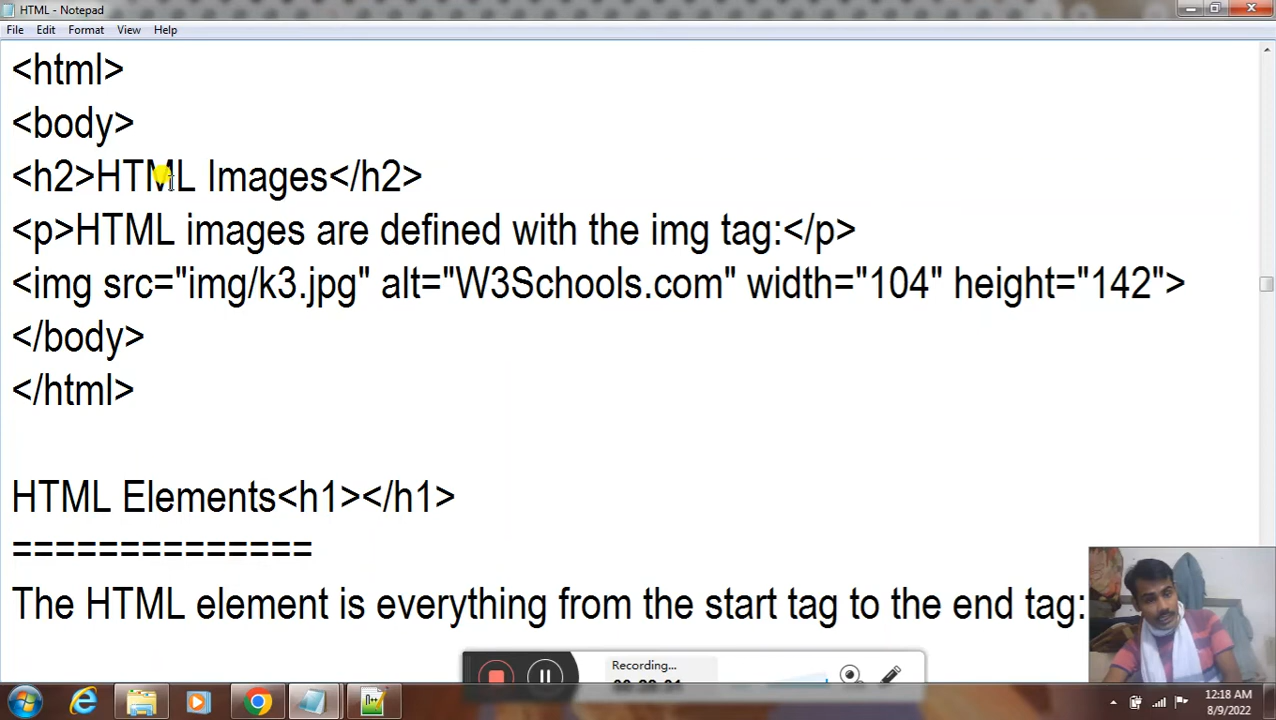 HTML - Notepad
File Edit Format View Help
<html>
<body>
<h2>HTML Images</h2>
<p>HTML images are defined with the img tag:</p>
<img src="img/k3.jpg" alt="W3Schools.com" width="104" height="142">
</body>
</html>
HTML Elements<h1></h1>
==============
The HTML element is everything from the start tag to the end tag:
Recording...
12:18 AM
8/9/2022